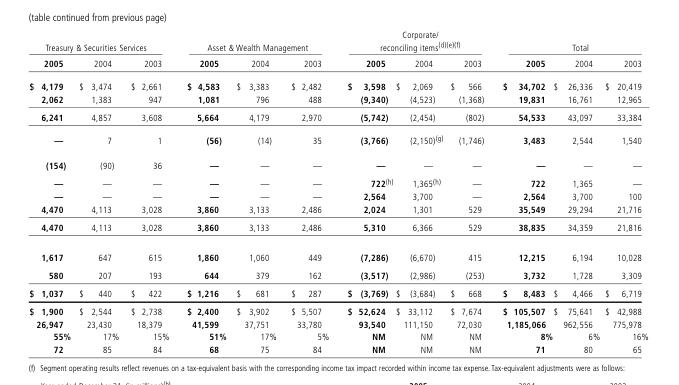 (table continued from previous page)
Corporate/
Treasury & Securities Services Asset & Wealth Management reconciling items(d)(e)(f) Total
2005 2004 2003 2005 2004 2003 2005 2004 2003 2005 2004 2003
$ 4,179 $ 3,474 $ 2,661 $ 4,583 $ 3,383 $ 2,482 $ 3,598 $ 2,069 $ 566 $ 34,702 $ 26,336 $ 20,419
2,062 1,383 947 1,081 796 488 (9,340) (4,523) (1,368) 19,831 16,761 12,965
6,241 4,857 3,608 5,664 4,179 2,970 (5,742) (2,454) (802) 54,533 43,097 33,384
— 7 1 (56) (14) 35 (3,766) (2,150)(g) (1,746) 3,483 2,544 1,540
(154) (90) 36 — — — — — — — — —
— — — — — — 722(h) 1,365(h) — 722 1,365 —
— — — — — — 2,564 3,700 — 2,564 3,700 100
4,470 4,113 3,028 3,860 3,133 2,486 2,024 1,301 529 35,549 29,294 21,716
4,470 4,113 3,028 3,860 3,133 2,486 5,310 6,366 529 38,835 34,359 21,816
1,617 647 615 1,860 1,060 449 (7,286) (6,670) 415 12,215 6,194 10,028
580 207 193 644 379 162 (3,517) (2,986) (253) 3,732 1,728 3,309
$ 1,037 $ 440 $ 422 $ 1,216 $ 681 $ 287 $ (3,769) $ (3,684) $ 668 $ 8,483 $ 4,466 $ 6,719
$ 1,900 $ 2,544 $ 2,738 $ 2,400 $ 3,902 $ 5,507 $ 52,624 $ 33,112 $ 7,674 $ 105,507 $ 75,641 $ 42,988
26,947 23,430 18,379 41,599 37,751 33,780 93,540 111,150 72,030 1,185,066 962,556 775,978
55% 17% 15% 51% 17% 5% NM NM NM 8% 6% 16%
72 85 84 68 75 84 NM NM NM 71 80 65
(f) Segment operating results reflect revenues on a tax-equivalent basis with the corresponding income tax impact recorded within income tax expense. Tax-equivalent adjustments were as follows: